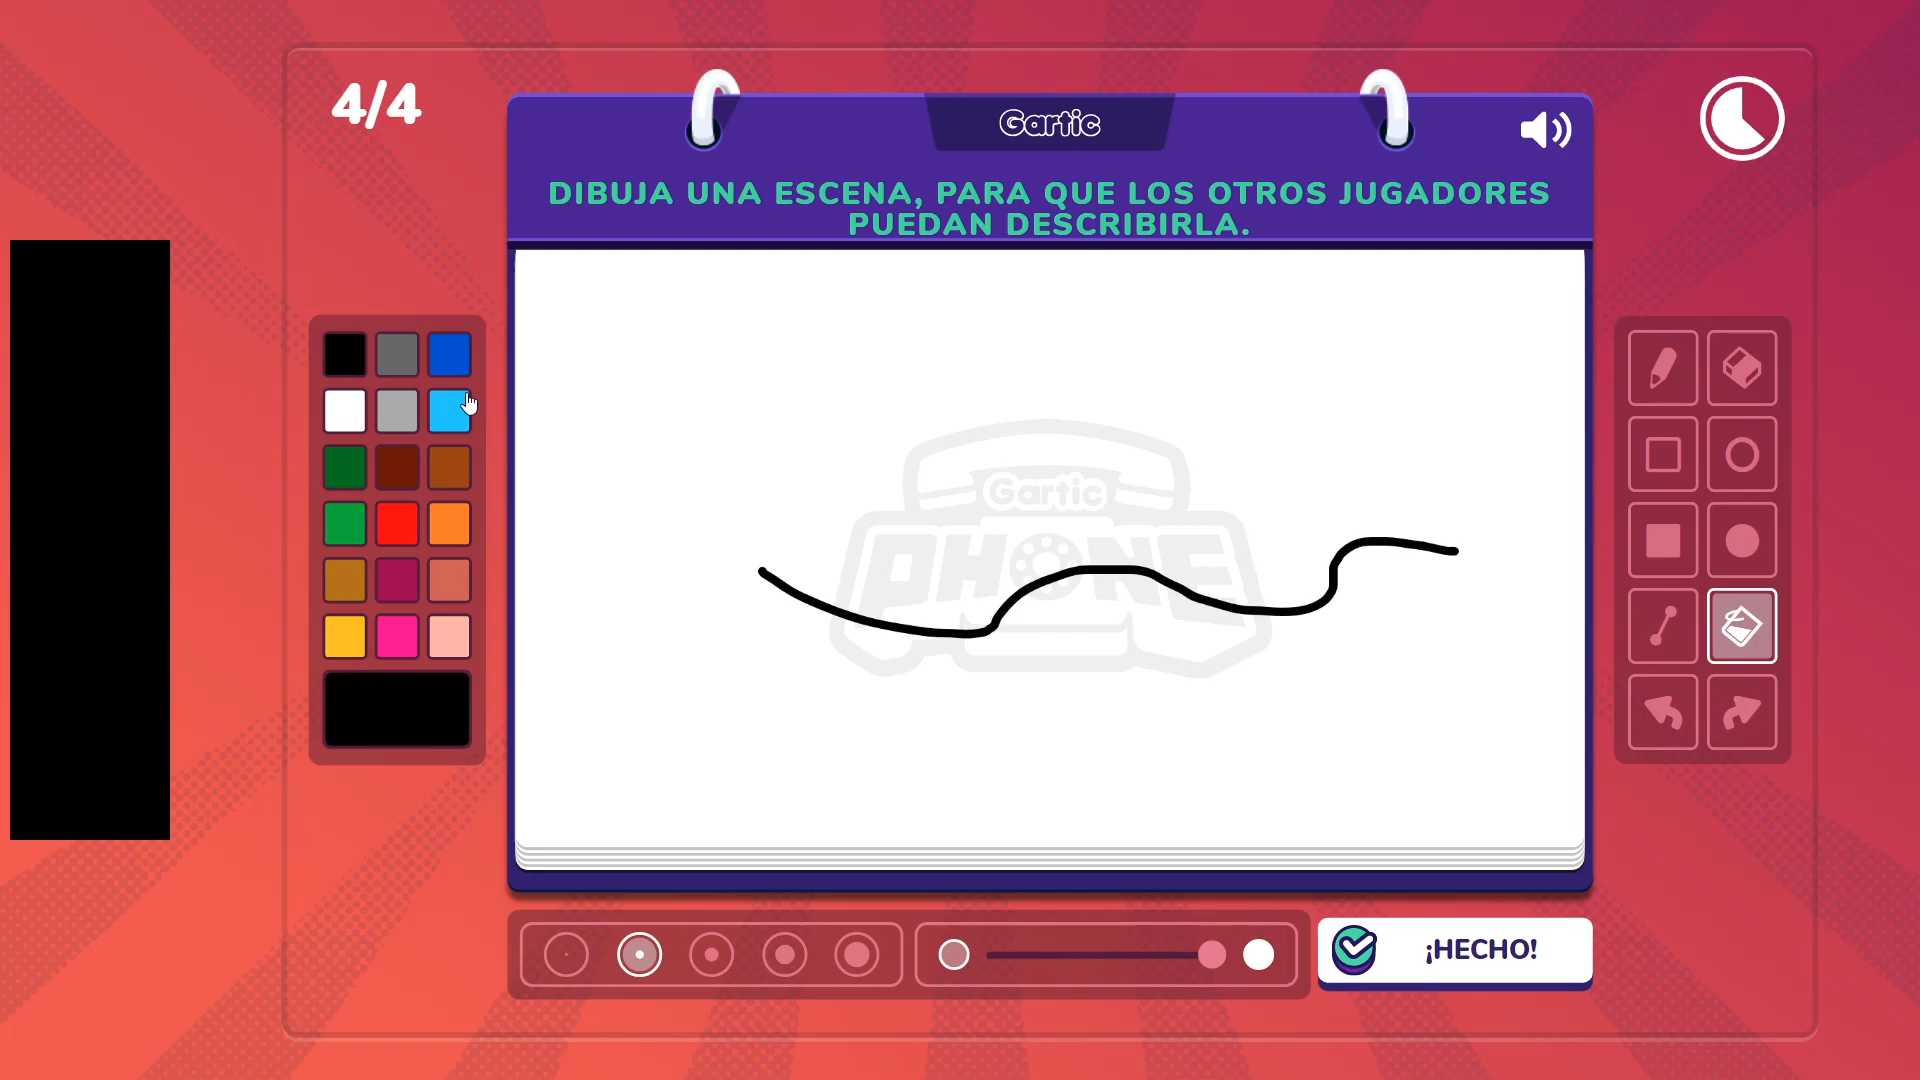 4/4
Gartic
DIBUJA UNA ESCENA, PARA QUE LOS OTROS JUGADORES
PUEDAN DESCRIBIRLA.
Gartic
PHONE
¡HECHO!